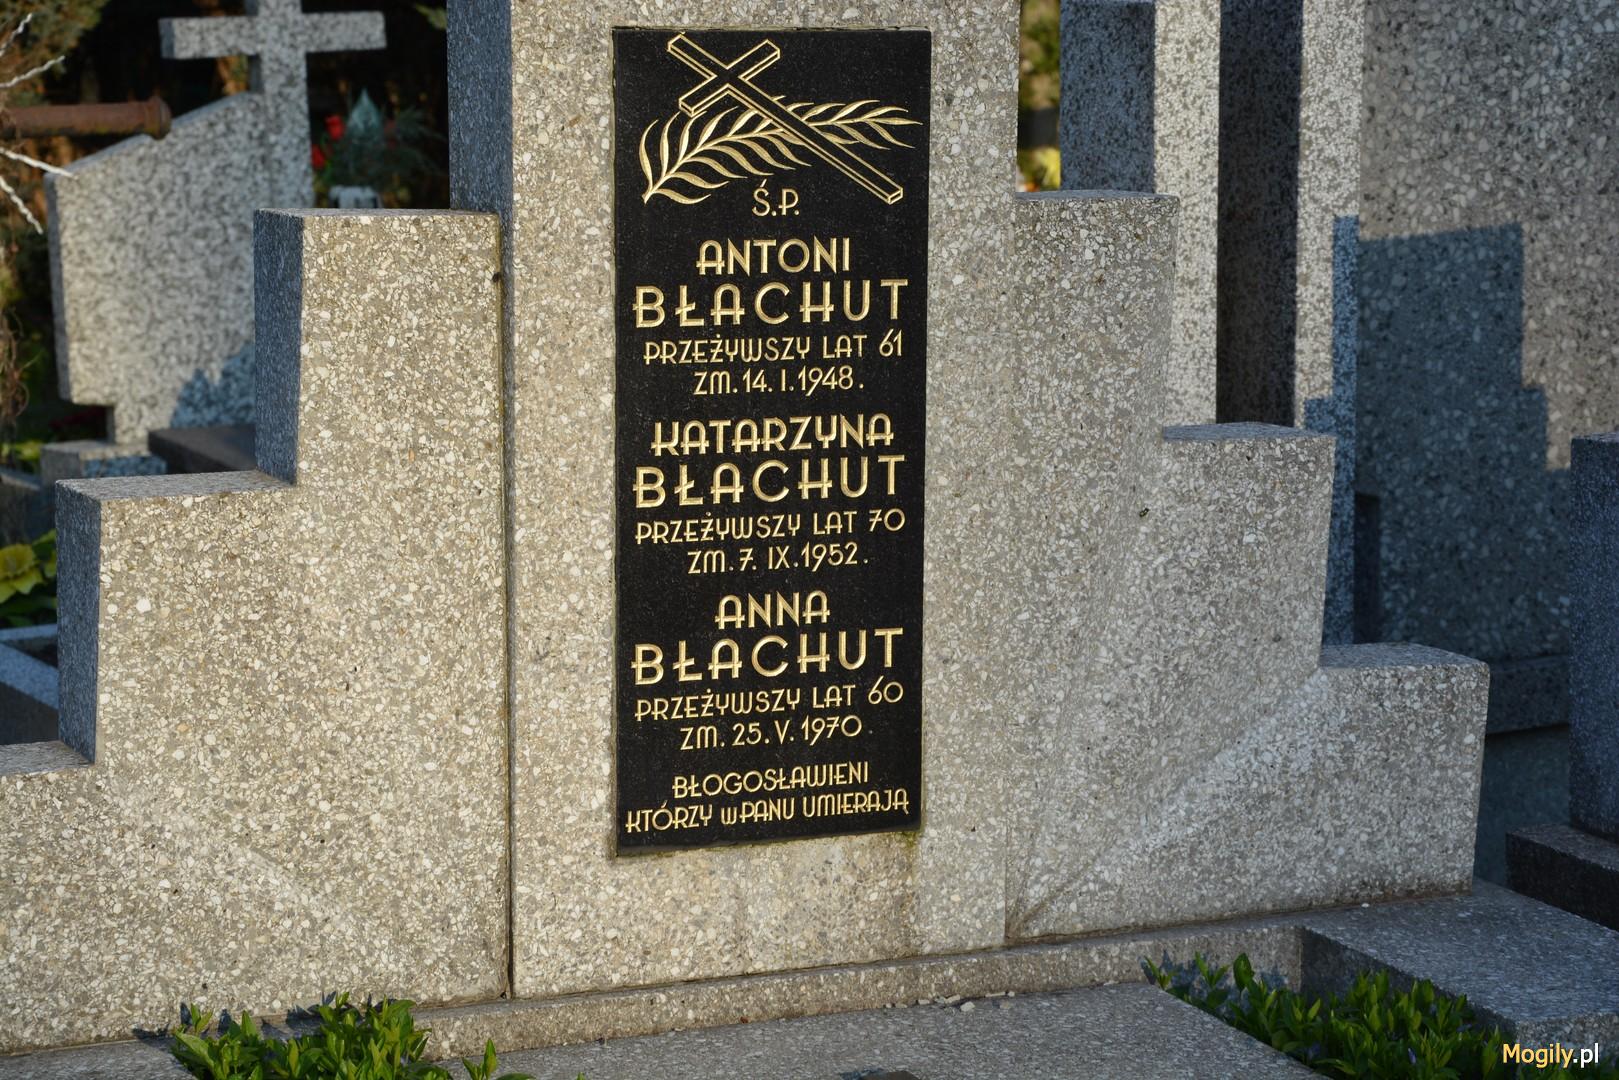 Ś.P.
ANTONI
BŁACHUT
PRZEŻYWSZY LAT 61
ZM. 14. I. 1948.
KATARZYNA
BŁACHUT
PRZEŻYWSZY LAT 70
ZM. 7. IX. 1952.
ANNA
BŁACHUT
PRZEŻYWSZY LAT 60
ZM. 25. V. 1970.
BŁOGOSŁAWIENI
KTÓRZY w PANU UMIERAJĄ
Mogily.pl